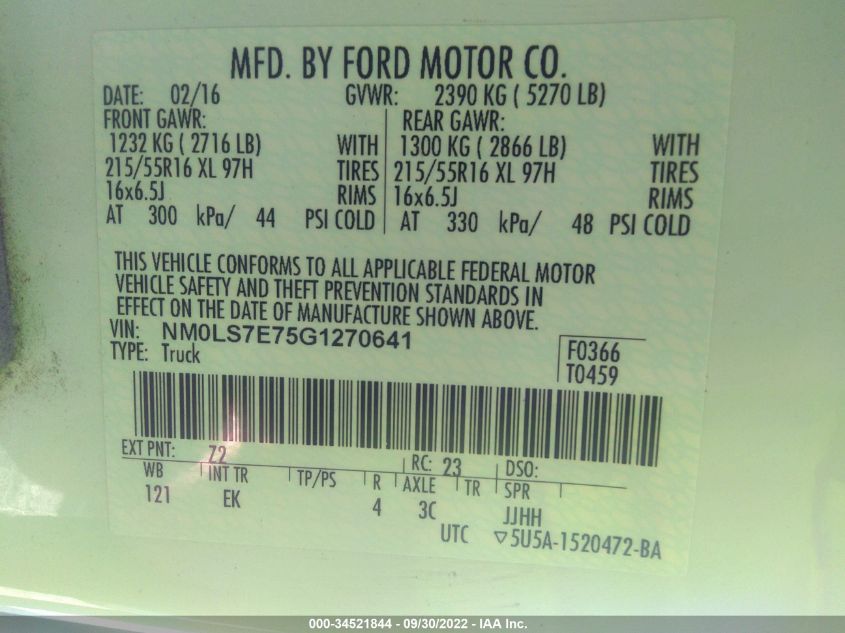 MFD. BY FORD MOTOR CO.
DATE: 02/16 GVWR: 2390 KG ( 5270 LB)
FRONT GAWR: REAR GAWR:
1232 KG ( 2716 LB) WITH 1300 KG ( 2866 LB) WITH
215/55R16 XL 97H TIRES 215/55R16 XL 97H TIRES
16x6.5J RIMS 16x6.5J RIMS
AT 300 kPa/ 44 PSI COLD AT 330 kPa/ 48 PSI COLD
THIS VEHICLE CONFORMS TO ALL APPLICABLE FEDERAL MOTOR
VEHICLE SAFETY AND THEFT PREVENTION STANDARDS IN
EFFECT ON THE DATE OF MANUFACTURE SHOWN ABOVE.
VIN: NM0LS7E75G1270641
TYPE: Truck
F0366
T0459
EXT PNT: Z2 RC: 23 DSO:
WB INT TR TP/PS R AXLE TR SPR
121 EK 4 3C JJHH
UTC ▽5U5A-1520472-BA
000-34521844 - 09/30/2022 - IAA Inc.